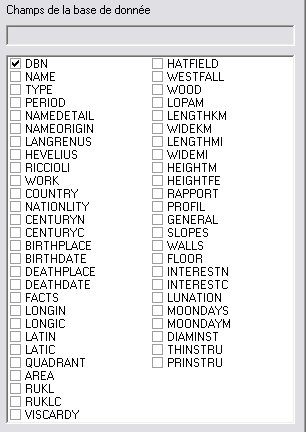 Champs de la base de donnée
DBN
NAME
TYPE
PERIOD
NAMEDETAIL
NAMEORIGIN
LANGRENUS
HEVELIUS
RICCIOLI
WORK
COUNTRY
NATIONLITY
CENTURYN
CENTURYC
BIRTHPLACE
BIRTHDATE
DEATHPLACE
DEATHDATE
FACTS
LONGIN
LONGIC
LATIN
LATIC
QUADRANT
AREA
RUKL
RUKLC
VISCARDY
HATFIELD
WESTFALL
WOOD
LOPAM
LENGTHKM
WIDEKM
LENGTHMI
WIDEMI
HEIGHTM
HEIGHTFE
RAPPORT
PROFIL
GENERAL
SLOPES
WALLS
FLOOR
INTERESTN
INTERESTC
LUNATION
MOONDAYS
MOONDAYM
DIAMINST
THINSTRU
PRINSTRU